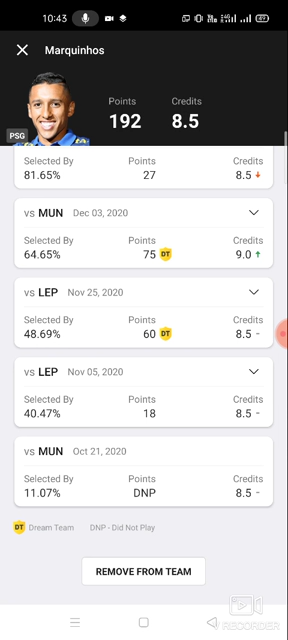 10:43
Marquinhos
Points
Credits
192
8.5
PSG
Selected By Points Credits
81.65% 27 8.5
vs MUN Dec 03, 2020
Selected By Points Credits
64.65% 75 DT 9.0
vs LEP Nov 25, 2020
Selected By Points Credits
48.69% 60 DT 8.5 -
vs LEP Nov 05, 2020
Selected By Points Credits
40.47% 18 8.5 -
vs MUN Oct 21, 2020
Selected By Points Credits
11.07% DNP 8.5 -
DT Dream Team DNP - Did Not Play
REMOVE FROM TEAM
RECORDER